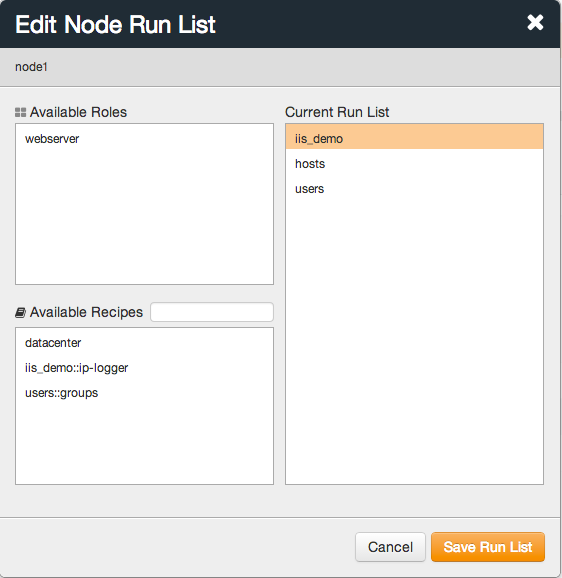 Edit Node Run List
node1
Available Roles
webserver
Available Recipes
datacenter
iis_demo::ip-logger
users::groups
Current Run List
iis_demo
hosts
users
Cancel
Save Run List